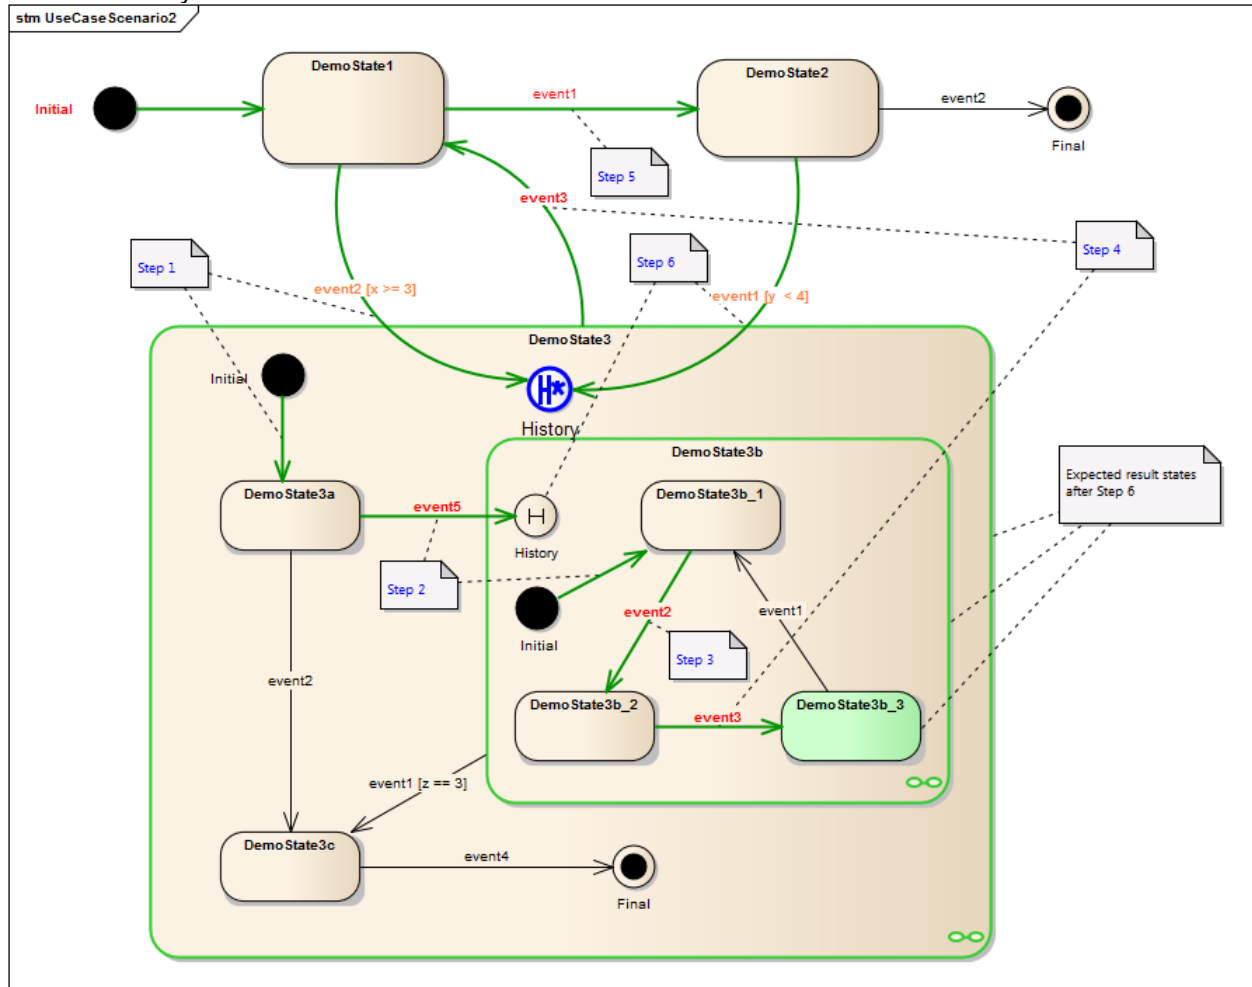 stm UseCaseScenario2
DemoState1
DemoState2
Initial
event1
event2
Final
Step 5
event3
Step 1
Step 6
Step 4
event2 [x >= 3]
event1 [y < 4]
DemoState3
Initial
H*
History
DemoState3b
Expected result states
after Step 6
DemoState3a
DemoState3b_1
event5
H
History
Step 2
event2
event1
Initial
Step 3
event2
DemoState3b_2
event3
DemoState3b_3
event1 [z == 3]
DemoState3c
event4
Final